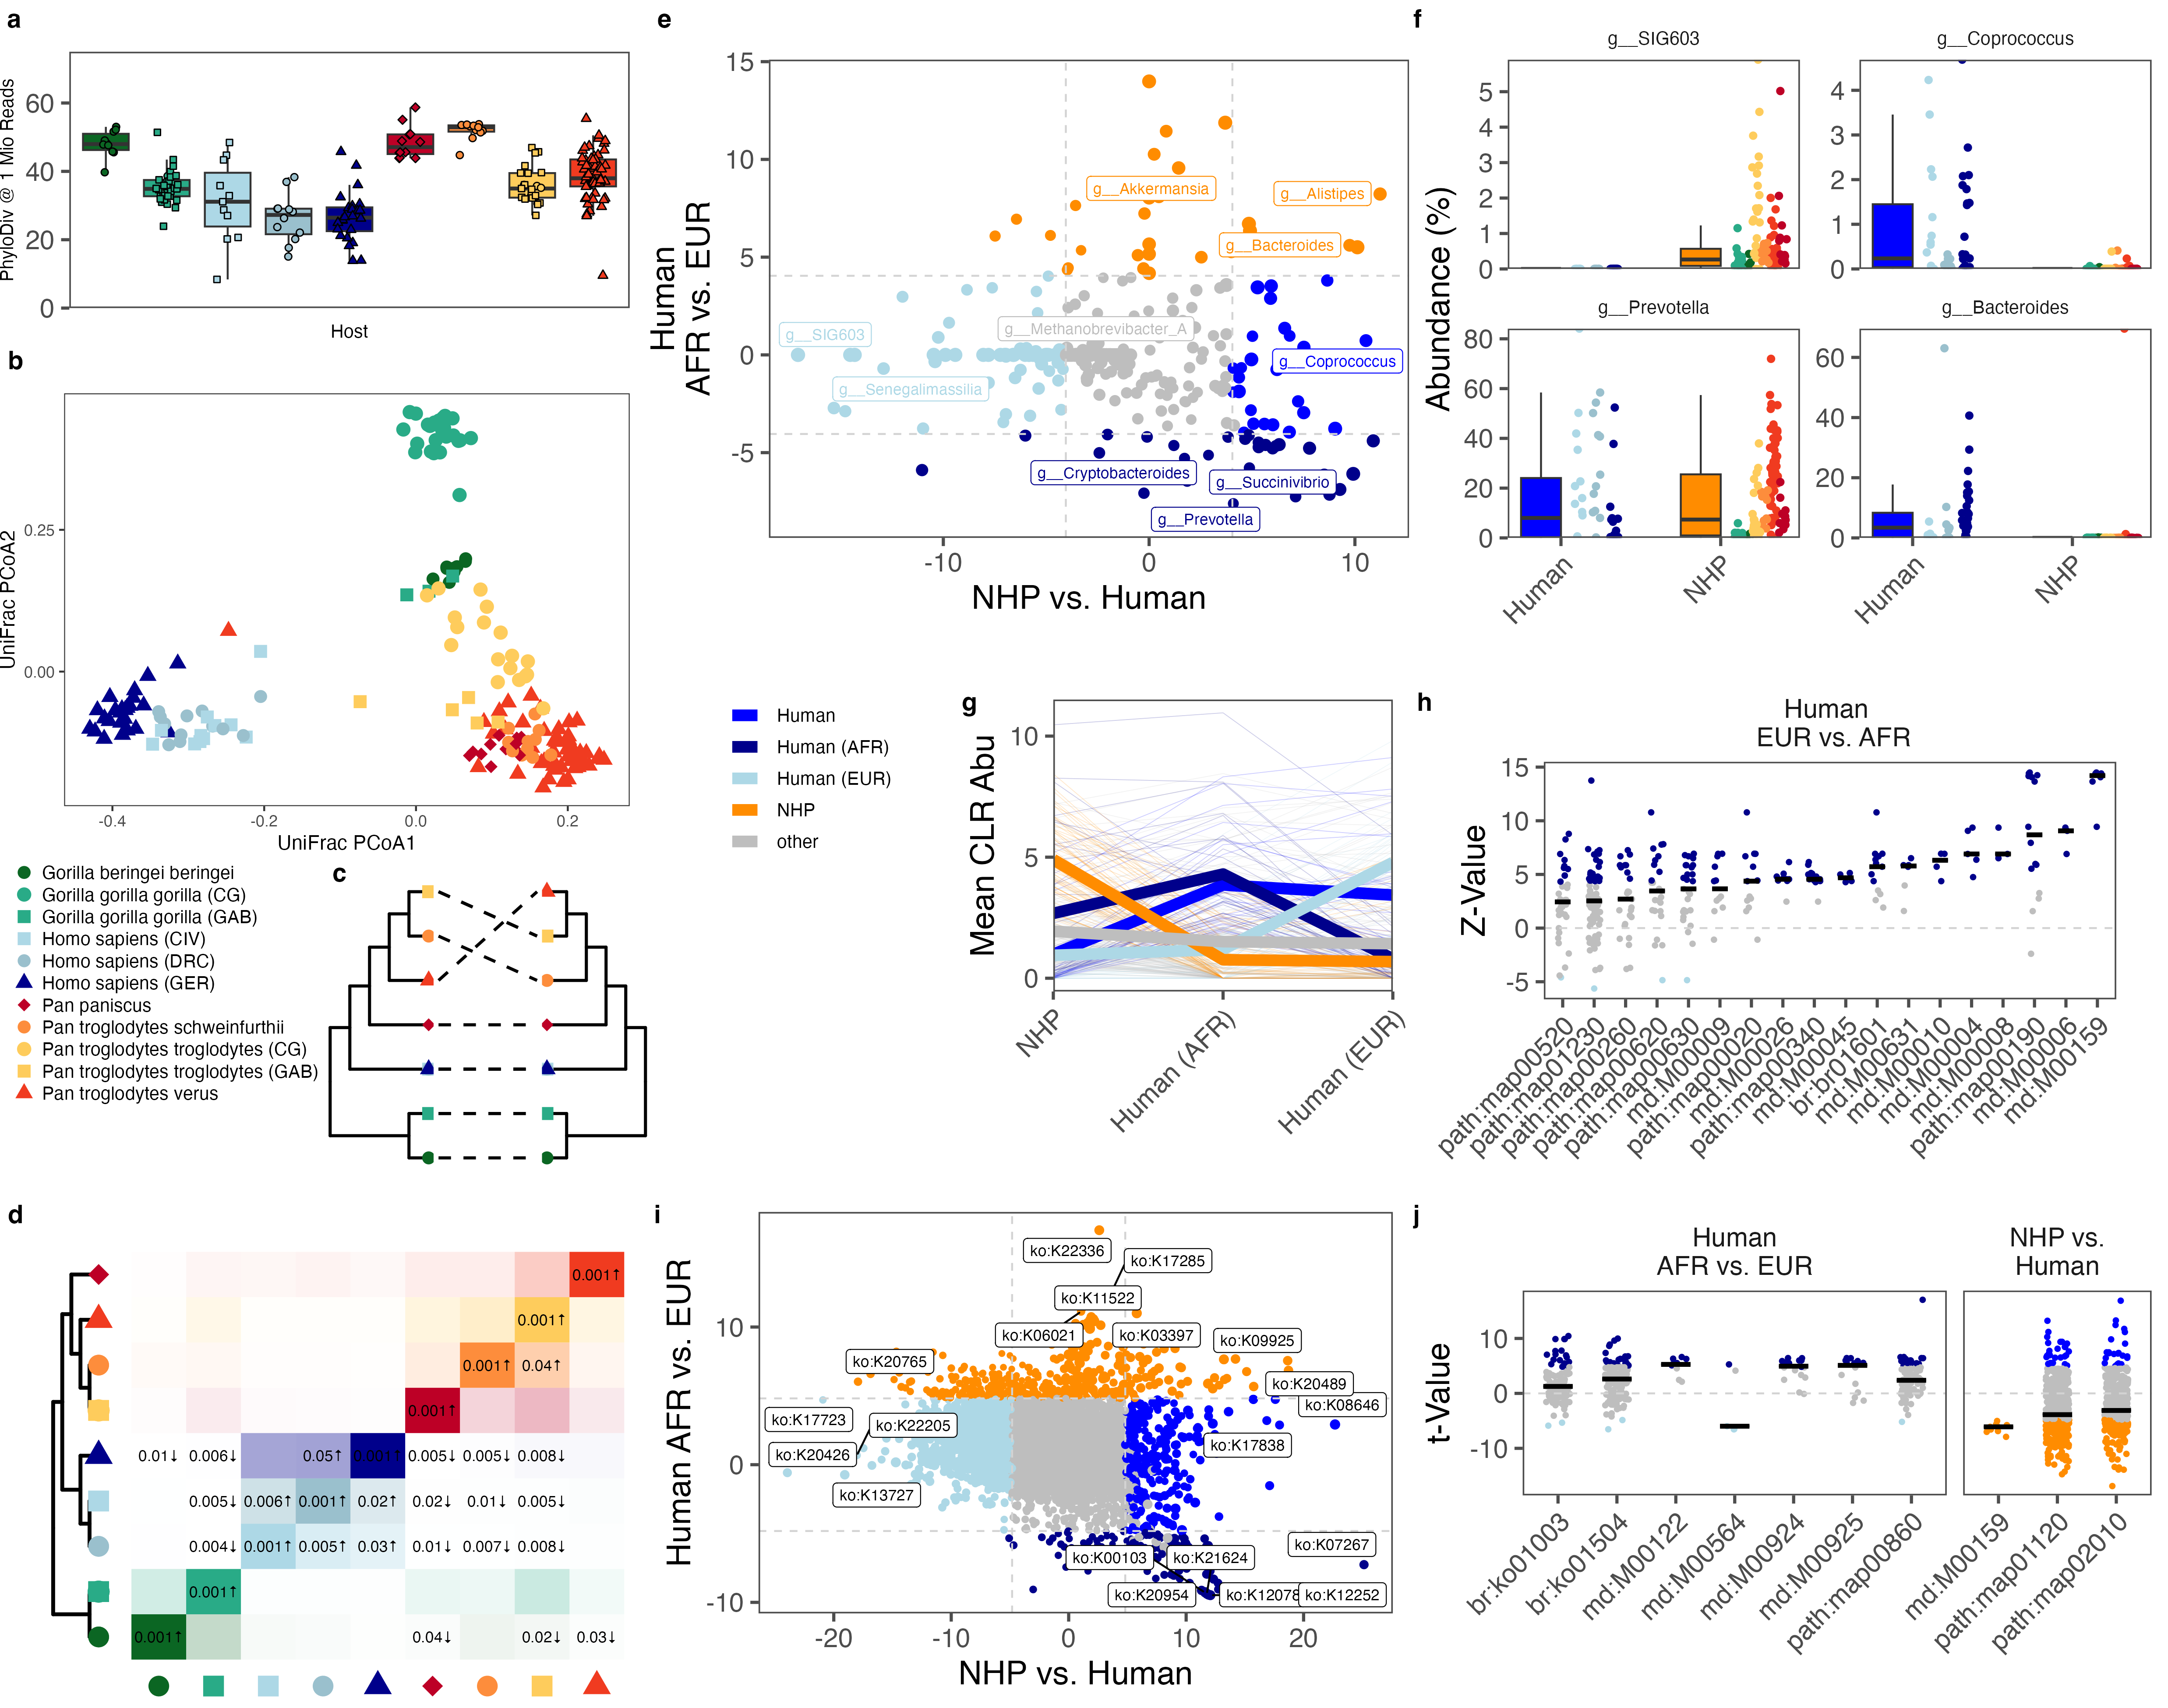 a
PhyloDiv @ 1 Mio Reads
60
40
20
0
Host
b
UniFrac PCoA2
0.25
0.00
-0.4
-0.2
0.0
0.2
UniFrac PCoA1
Gorilla beringei beringei
Gorilla gorilla gorilla (CG)
Gorilla gorilla gorilla (GAB)
Homo sapiens (CIV)
Homo sapiens (DRC)
Homo sapiens (GER)
Pan paniscus
Pan troglodytes schweinfurthii
Pan troglodytes troglodytes (CG)
Pan troglodytes troglodytes (GAB)
Pan troglodytes verus
c
d
0.001↑
0.001↑
0.001↑ 0.04↑
0.001↑
0.01↓ 0.006↓ 0.05↑ 0.001↑ 0.005↓ 0.005↓ 0.008↓
0.005↓ 0.006↑ 0.001↑ 0.02↑ 0.02↓ 0.01↓ 0.005↓
0.004↓ 0.001↑ 0.005↑ 0.03↑ 0.01↓ 0.007↓ 0.008↓
0.001↑
0.001↑ 0.04↓ 0.02↓ 0.03↓
e
Human
AFR vs. EUR
15
10
5
0
-5
g__Akkermansia
g__Alistipes
g__Bacteroides
g__Methanobrevibacter_A
g__SIG603
g__Coprococcus
g__Senegalimassilia
g__Cryptobacteroides
g__Succinivibrio
g__Prevotella
-10
0
10
NHP vs. Human
f
Abundance (%)
g__SIG603
5
4
3
2
1
0
g__Coprococcus
4
3
2
1
0
g__Prevotella
80
60
40
20
0
g__Bacteroides
60
40
20
0
Human
NHP
Human
NHP
Human
Human (AFR)
Human (EUR)
NHP
other
g
Mean CLR Abu
10
5
0
NHP
Human (AFR)
Human (EUR)
h
Human
EUR vs. AFR
Z-Value
15
10
5
0
-5
path:map00520
path:map01230
path:map00260
path:map00620
path:map00630
md:M00009
path:map00020
md:M00026
path:map00340
md:M00045
br:br01601
md:M00631
md:M00010
md:M00004
md:M00008
path:map00190
md:M00006
md:M00159
i
Human AFR vs. EUR
10
0
-10
ko:K22336
ko:K17285
ko:K11522
ko:K06021
ko:K03397
ko:K09925
ko:K20765
ko:K20489
ko:K08646
ko:K17723
ko:K22205
ko:K17838
ko:K20426
ko:K13727
ko:K07267
ko:K00103
ko:K21624
ko:K20954
ko:K12078
ko:K12252
-20
-10
0
10
20
NHP vs. Human
j
Human
AFR vs. EUR
NHP vs.
Human
t-Value
10
0
-10
br:ko01003
br:ko01504
md:M00122
md:M00564
md:M00924
md:M00925
path:map00860
md:M00159
path:map01120
path:map02010